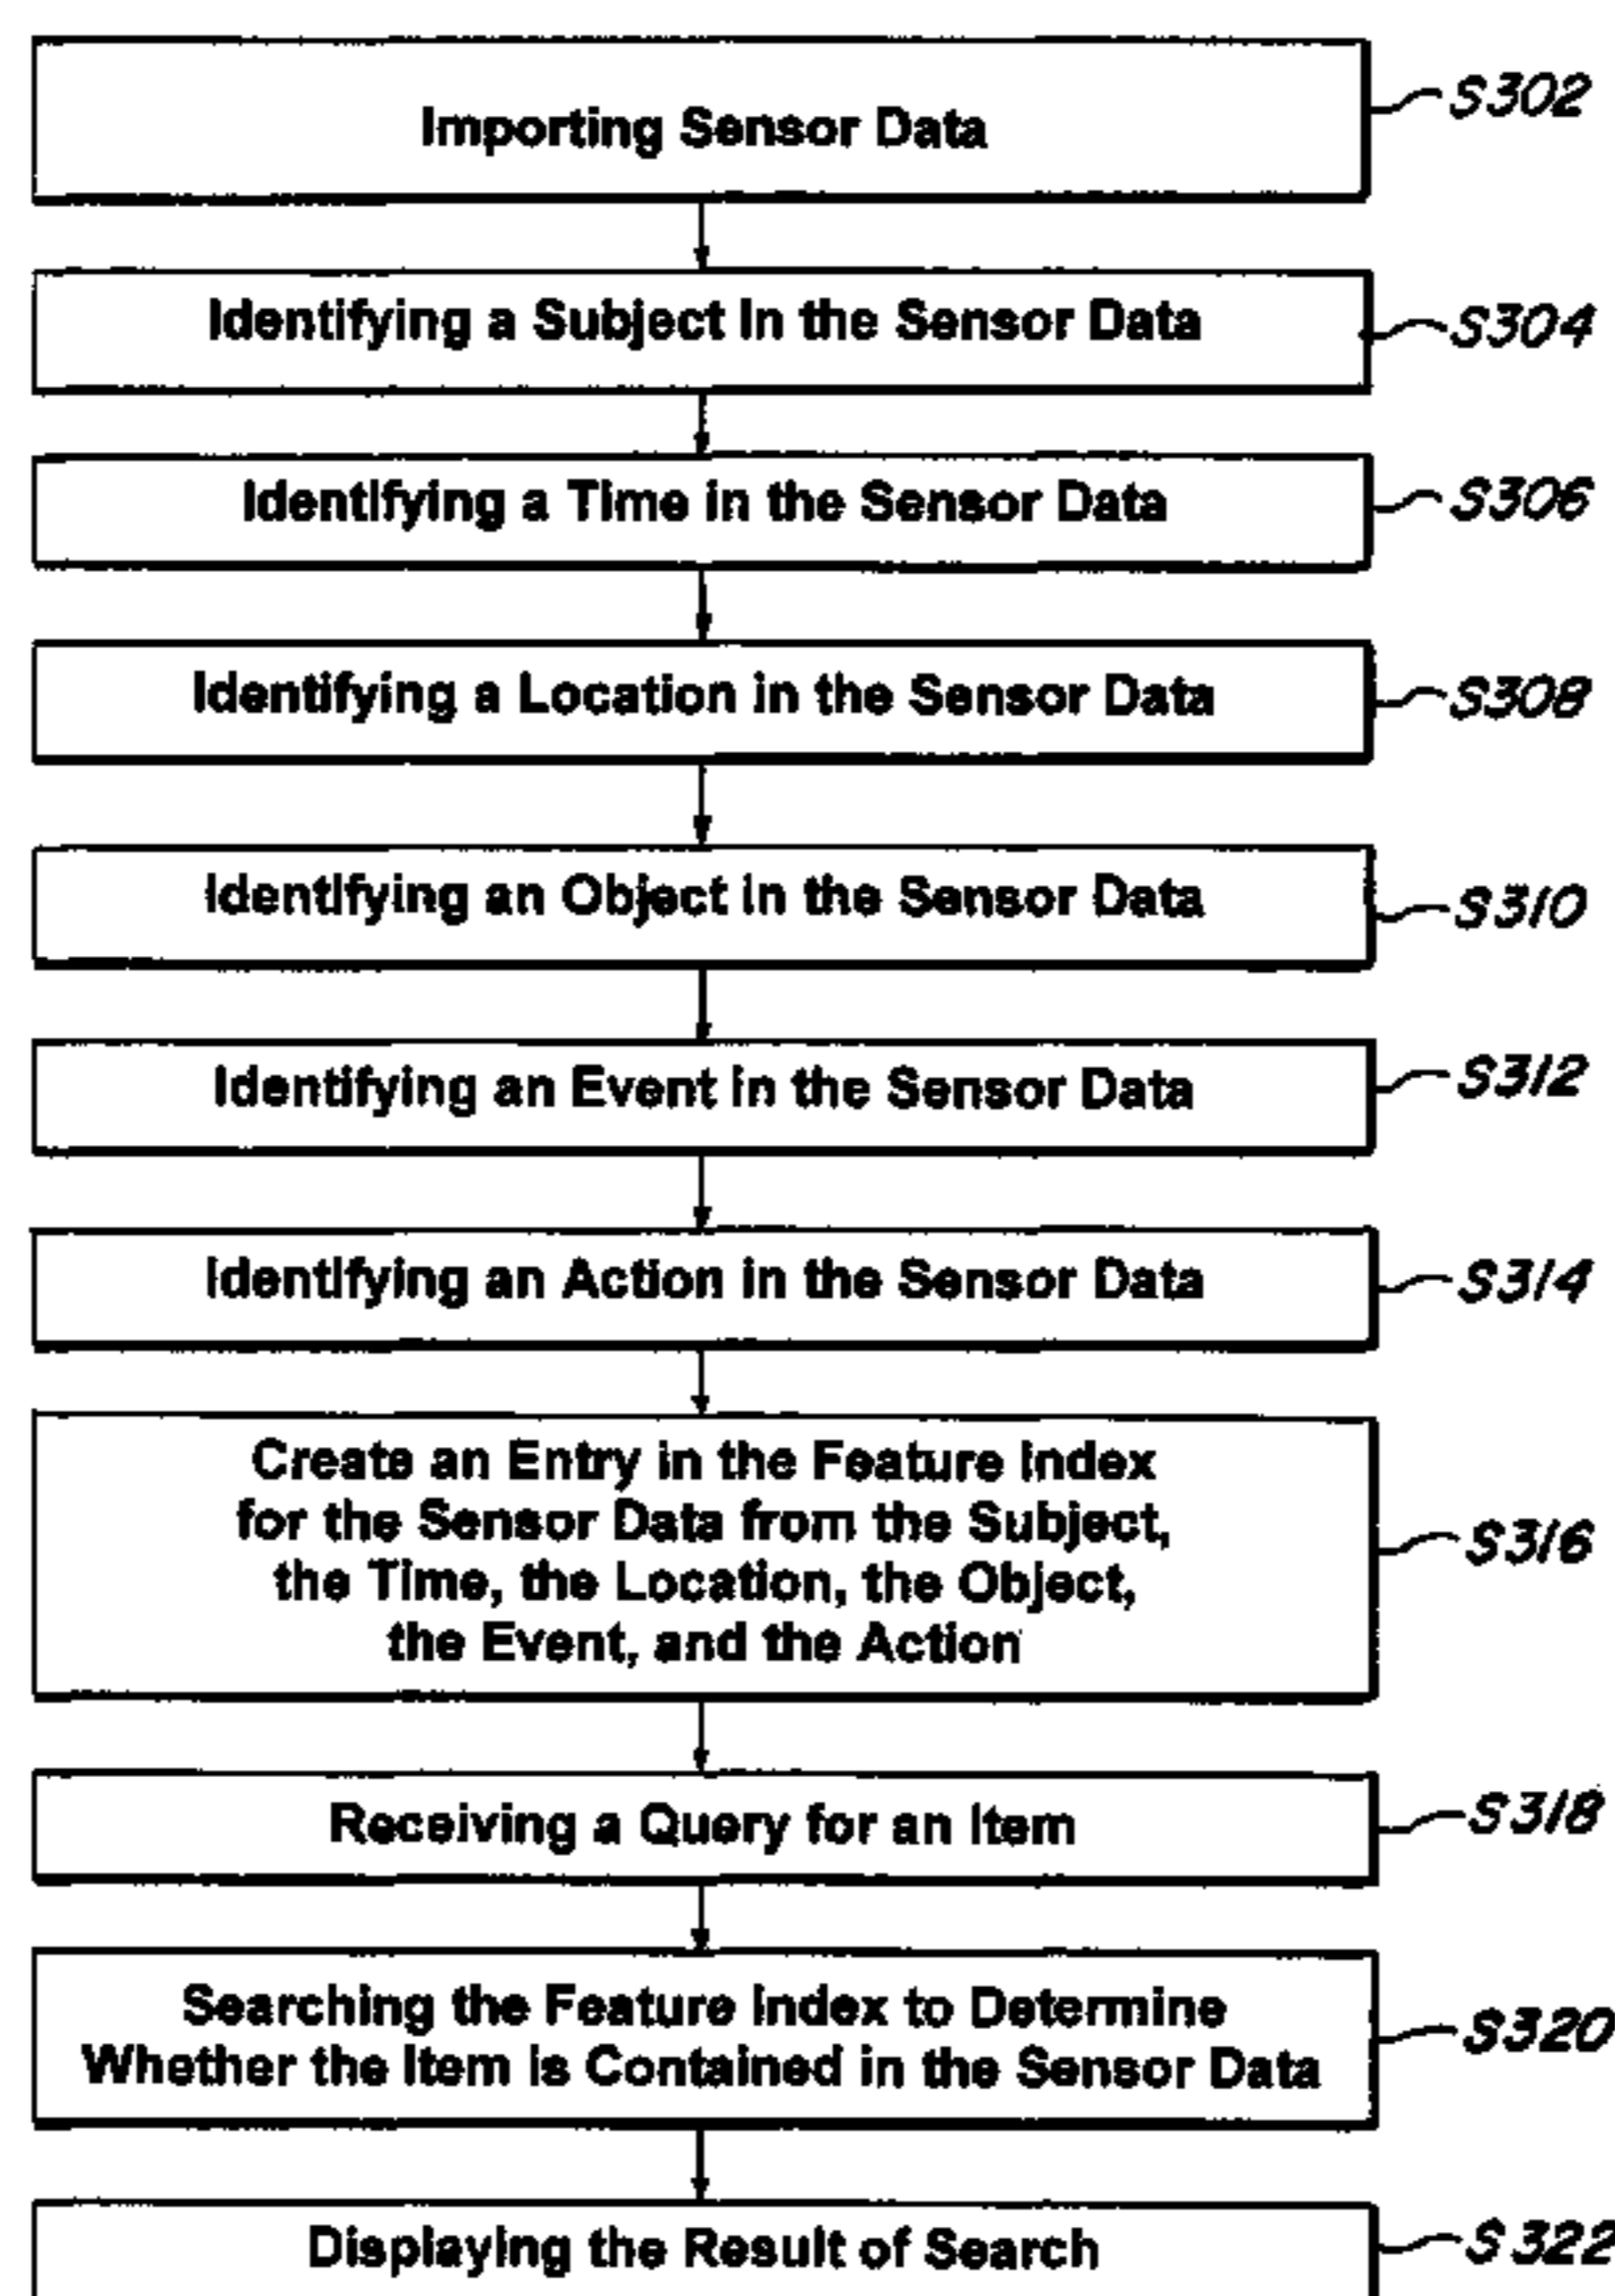 Importing Sensor Data
S302
Identifying a Subject in the Sensor Data
S304
Identifying a Time in the Sensor Data
S306
Identifying a Location in the Sensor Data
S308
Identifying an Object in the Sensor Data
S310
Identifying an Event in the Sensor Data
S312
Identifying an Action in the Sensor Data
S314
Create an Entry in the Feature Index
for the Sensor Data from the Subject,
the Time, the Location, the Object,
the Event, and the Action
S316
Receiving a Query for an Item
S318
Searching the Feature Index to Determine
Whether the Item is Contained in the Sensor Data
S320
Displaying the Result of Search
S322